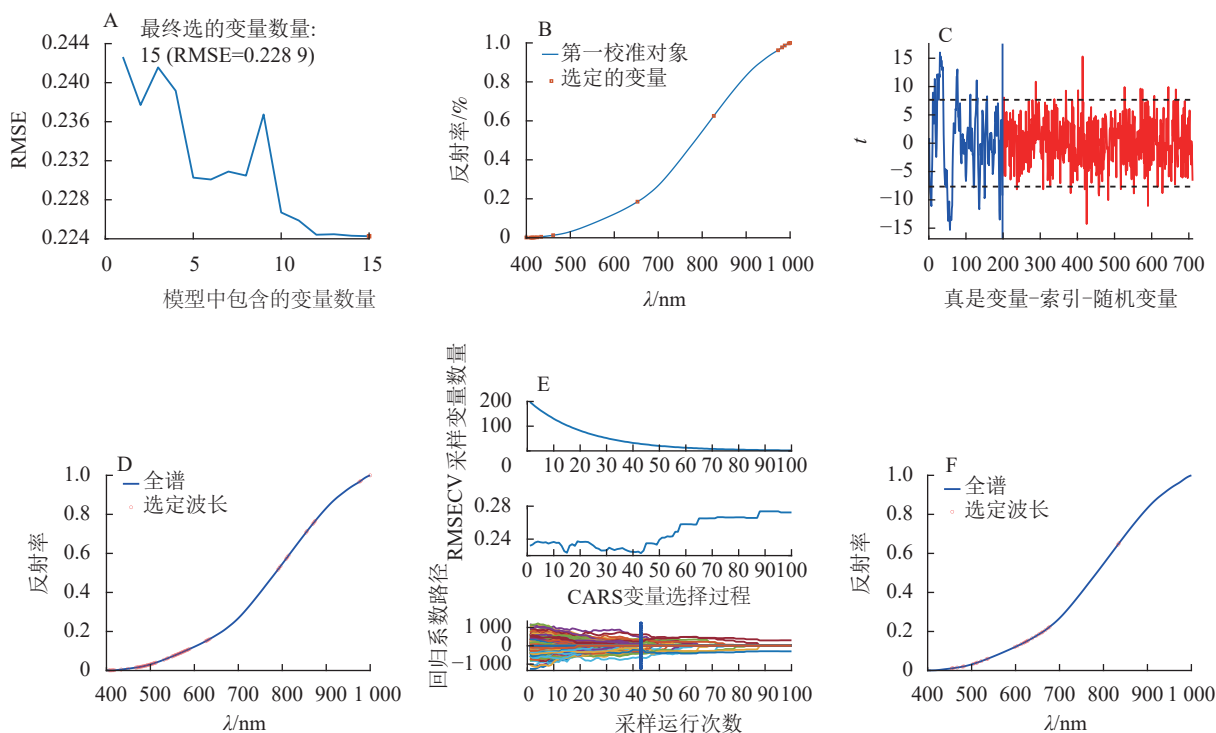 A
最终选的变量数量:
15 (RMSE=0.228 9)
0.244
0.240
0.236
0.232
0.228
0.224
RMSE
0 5 10 15
模型中包含的变量数量
B
第一校准对象
选定的变量
1.0
0.8
0.6
0.4
0.2
0
反射率/%
400 500 600 700 800 900 1 000
λ/nm
C
15
10
5
0
−5
−10
−15
t
0 100 200 300 400 500 600 700
真是变量-索引-随机变量
D
全谱
选定波长
1.0
0.8
0.6
0.4
0.2
0
反射率
400 500 600 700 800 900 1 000
λ/nm
E
采样变量数量
200
100
0 10 20 30 40 50 60 70 80 90 100
RMSECV
0.28
0.24
0 10 20 30 40 50 60 70 80 90 100
CARS变量选择过程
回归系数路径
1 000
0
−1 000
0 10 20 30 40 50 60 70 80 90 100
采样运行次数
F
全谱
选定波长
1.0
0.8
0.6
0.4
0.2
0
反射率
400 500 600 700 800 900 1 000
λ/nm